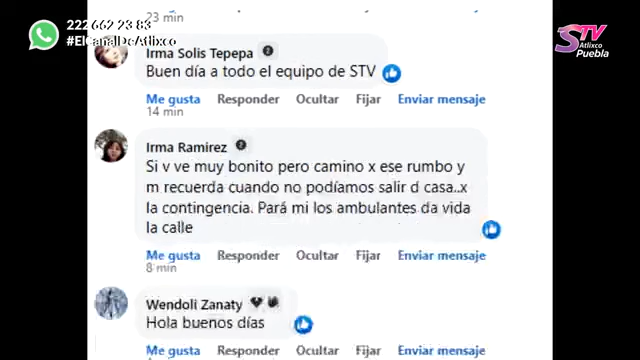 222 662 23 83
#ElCanalDeAtlixco
STV
Atlixco
Puebla
23 min
Irma Solis Tepepa
Buen día a todo el equipo de STV
Me gusta Responder Ocultar Fijar Enviar mensaje
14 min
Irma Ramirez
Si v ve muy bonito pero camino x ese rumbo y
m recuerda cuando no podíamos salir d casa..x
la contingencia. Pará mi los ambulantes da vida
la calle
Me gusta Responder Ocultar Fijar Enviar mensaje
8 min
Wendoli Zanaty
Hola buenos días
Me gusta Responder Ocultar Fijar Enviar mensaje